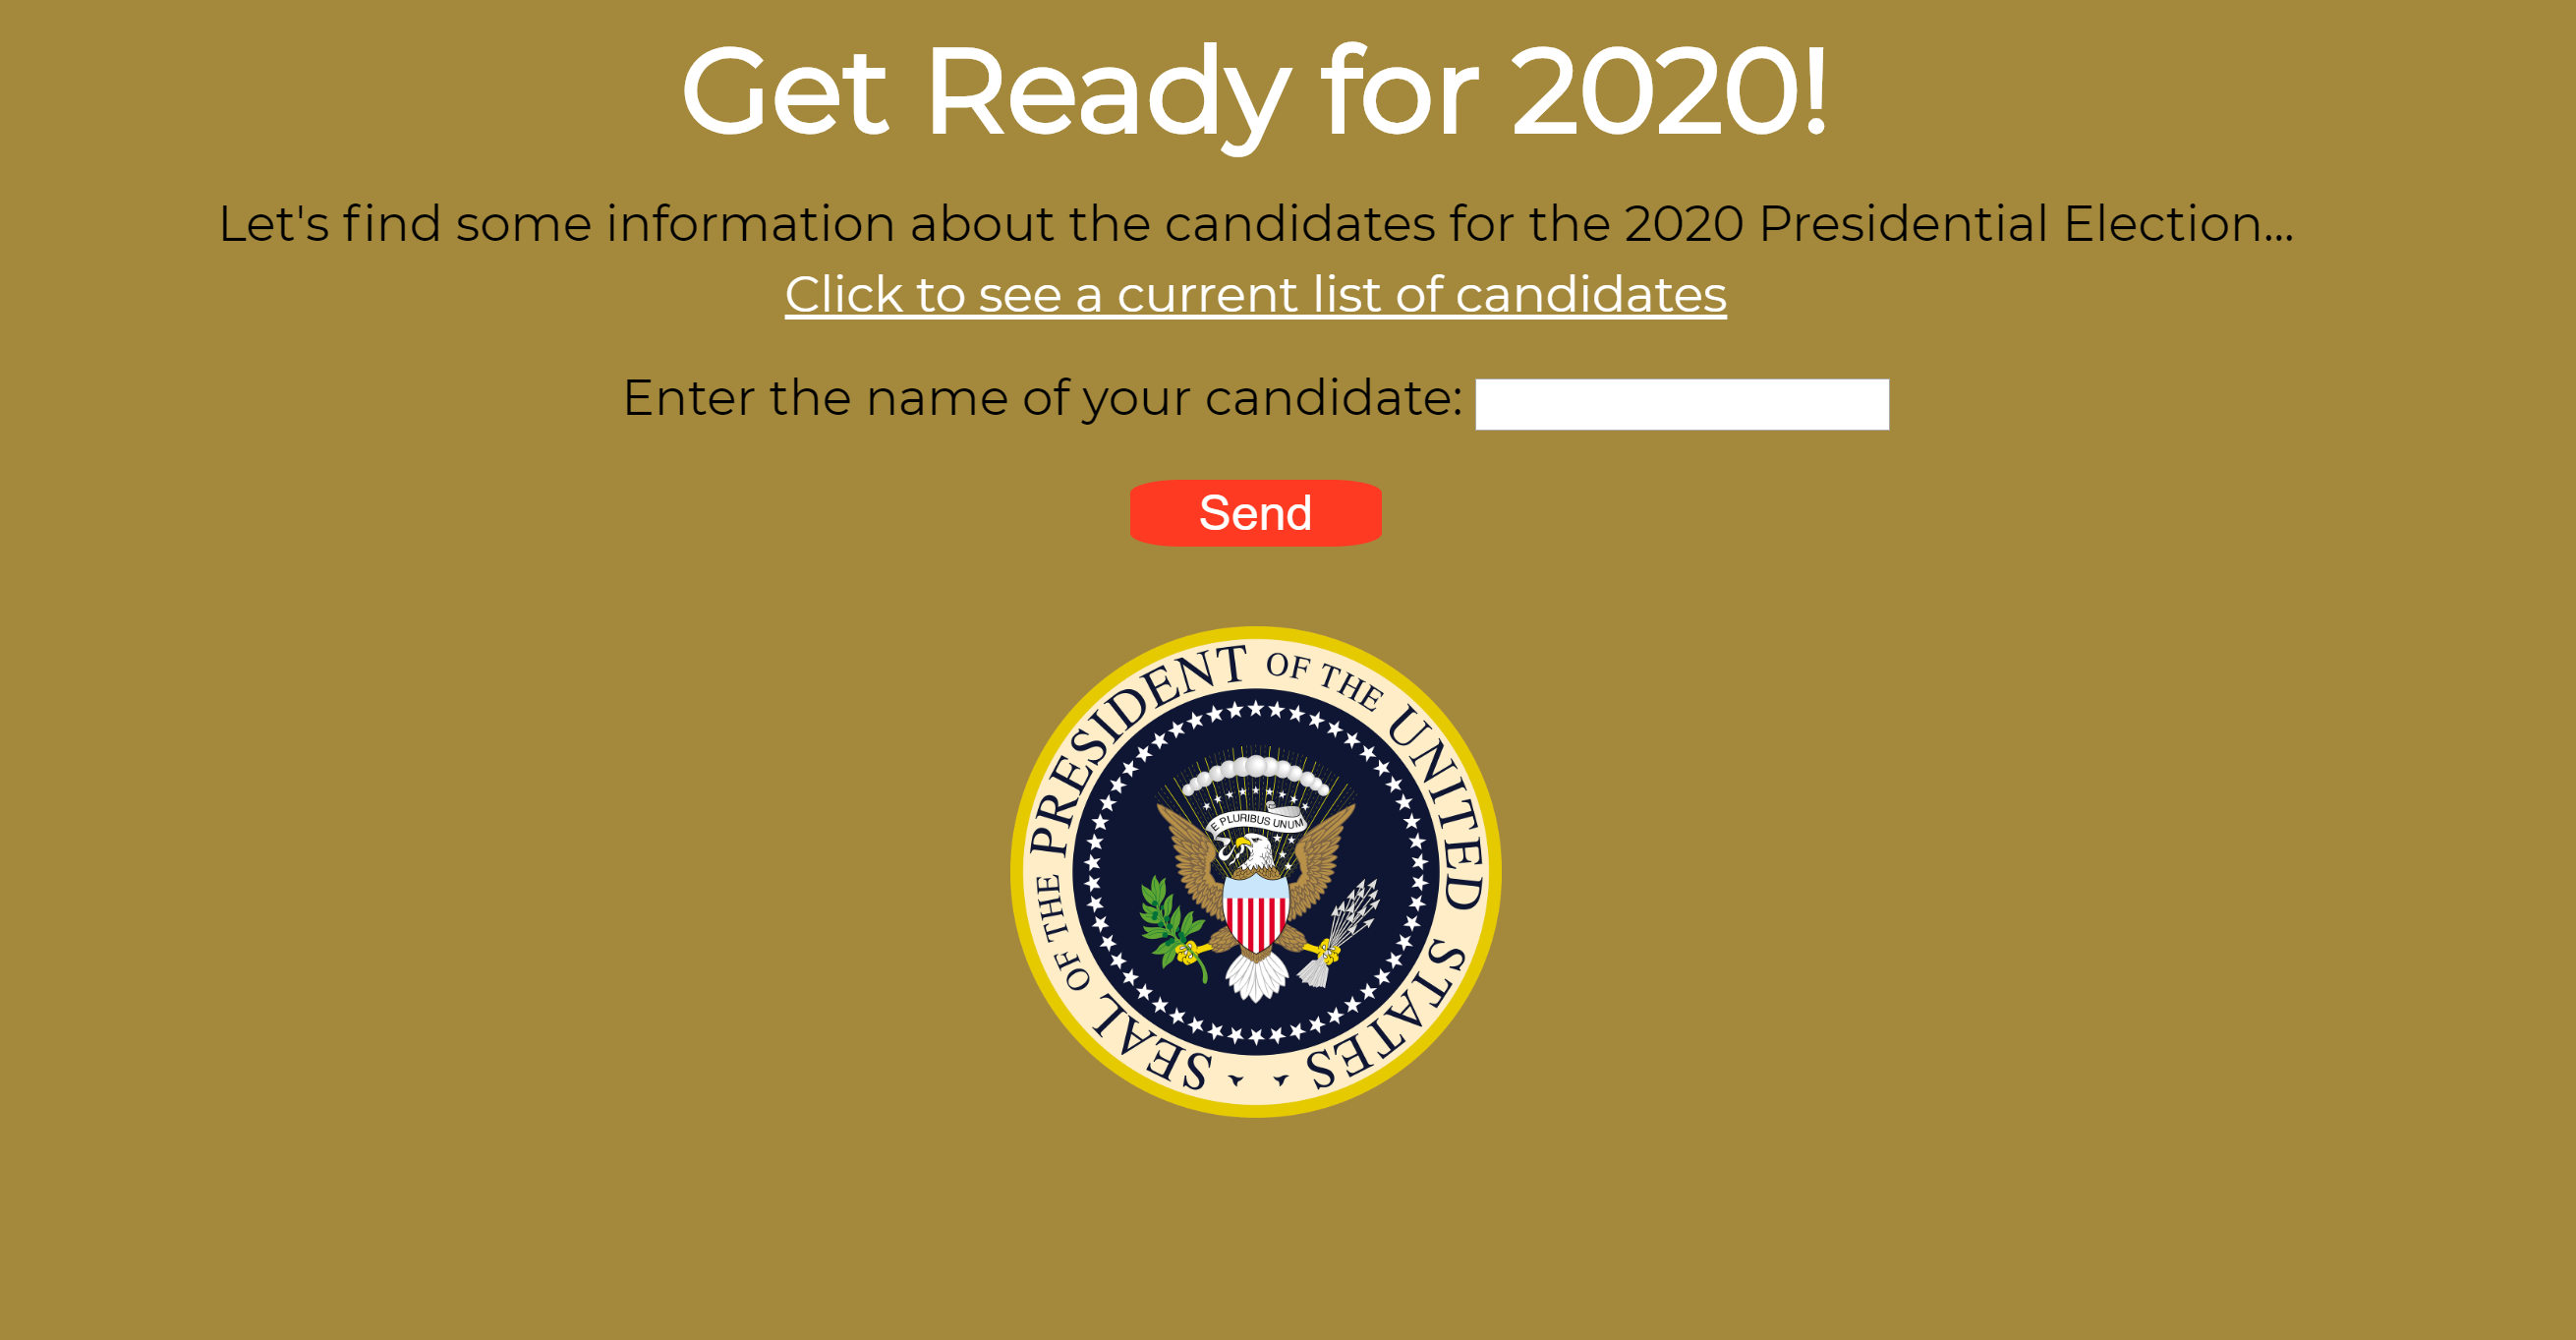 Get Ready for 2020!
Let's find some information about the candidates for the 2020 Presidential Election...
Click to see a current list of candidates
Enter the name of your candidate:
Send
SEAL OF THE PRESIDENT OF THE UNITED STATES
E PLURIBUS UNUM